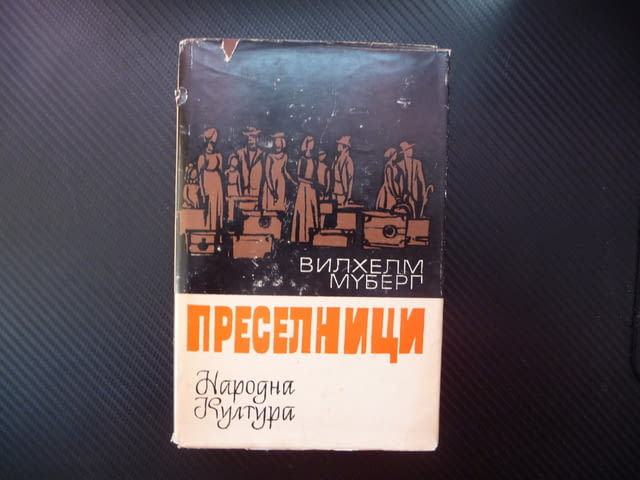 ВИЛХЕЛМ
МУБЕРГ
ПРЕСЕЛНИЦИ
Народна
Култура